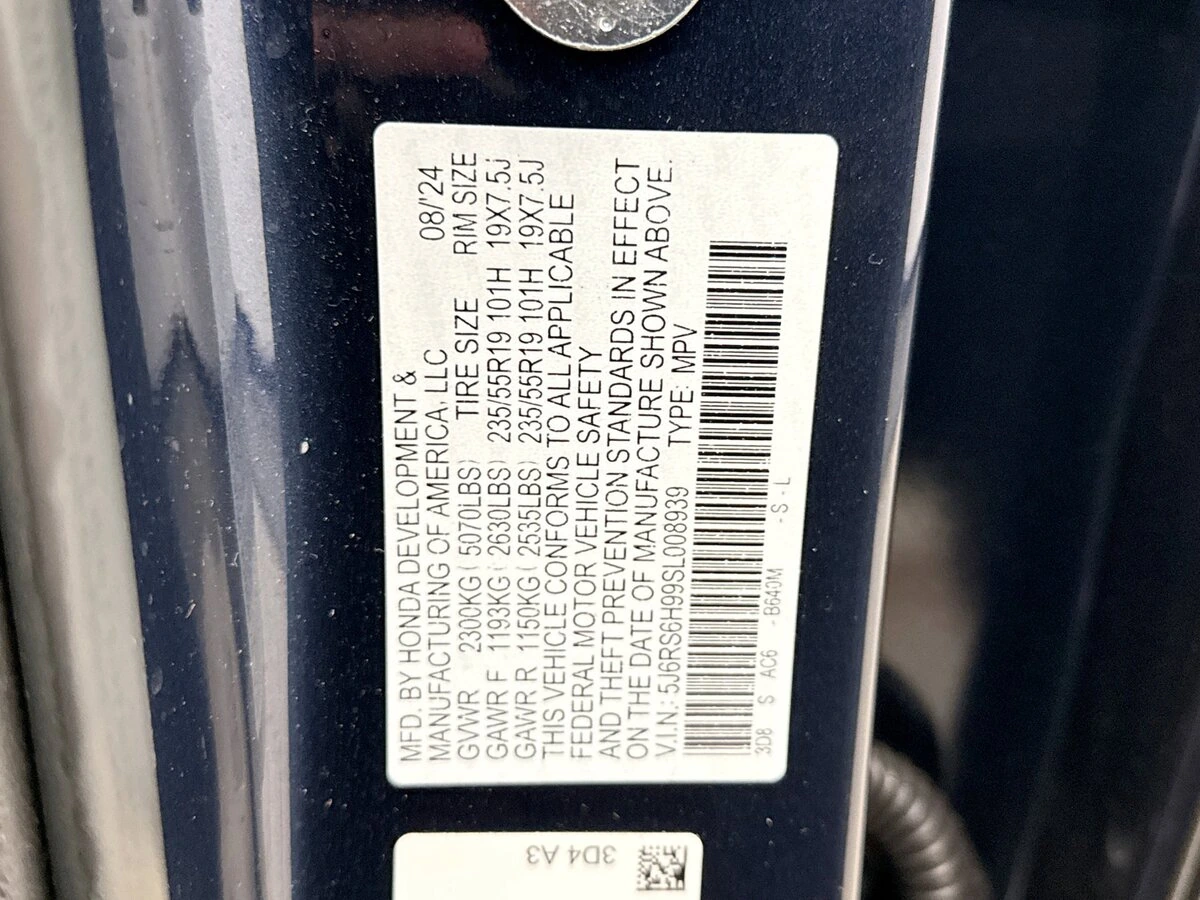 MFD. BY HONDA DEVELOPMENT &
MANUFACTURING OF AMERICA, LLC 08/'24
GVWR 2300KG ( 5070LBS) TIRE SIZE RIM SIZE
GAWR F 1193KG ( 2630LBS) 235/55R19 101H 19X7.5J
GAWR R 1150KG ( 2535LBS) 235/55R19 101H 19X7.5J
THIS VEHICLE CONFORMS TO ALL APPLICABLE
FEDERAL MOTOR VEHICLE SAFETY
AND THEFT PREVENTION STANDARDS IN EFFECT
ON THE DATE OF MANUFACTURE SHOWN ABOVE.
V.I.N.: 5J6RS6H99SL008939 TYPE: MPV
3D8 S AC6 -B640M -S-L
3D4 A3